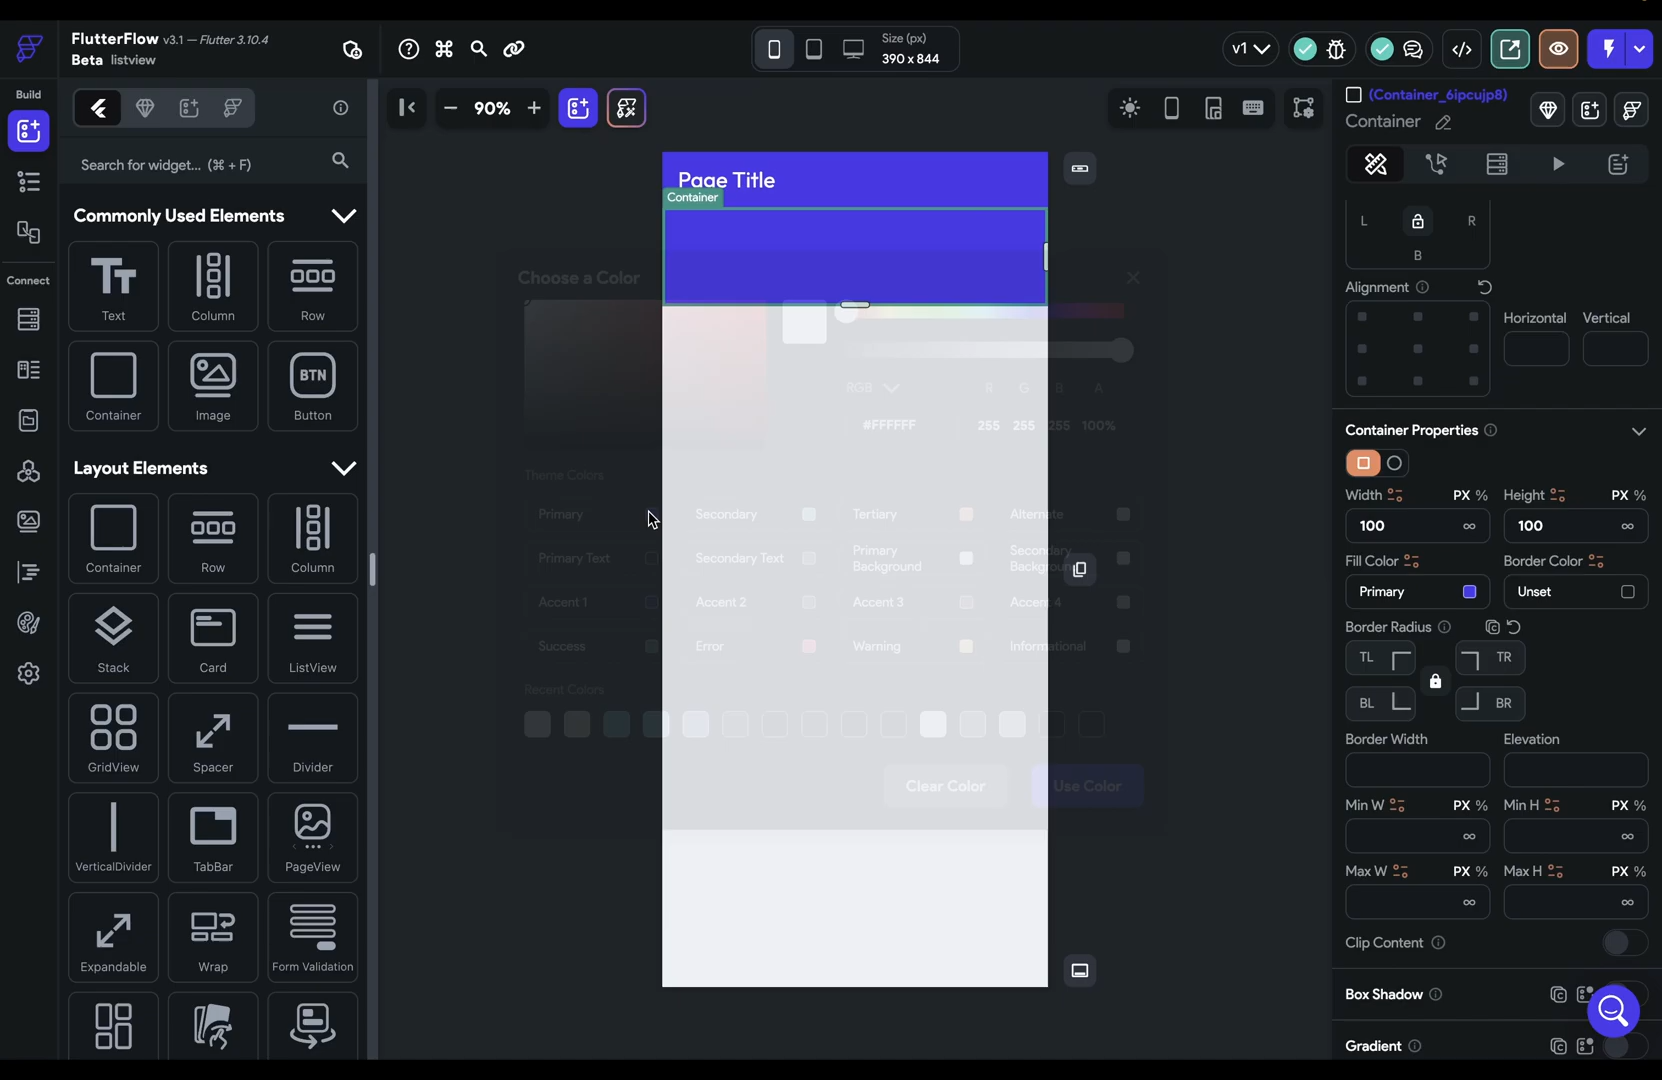 FlutterFlow v3.1 – Flutter 3.10.4
Beta listview
Size (px)
390 x 844
v1
Build
Search for widget... (⌘ + F)
Commonly Used Elements
Text
Column
Row
Container
Image
BTN
Button
Layout Elements
Container
Row
Column
Stack
Card
ListView
GridView
Spacer
Divider
VerticalDivider
TabBar
PageView
Expandable
Wrap
Form Validation
Connect
90%
Page Title
Container
Choose a Color
RGB
R G B A
#FFFFFF 255 255 255 100%
Theme Colors
Primary
Secondary
Tertiary
Alternate
Primary Text
Secondary Text
Primary Background
Secondary Background
Accent 1
Accent 2
Accent 3
Accent 4
Success
Error
Warning
Informational
Recent Colors
Clear Color
Use Color
(Container_6ipcujp8)
Container
L
R
B
Alignment
Horizontal Vertical
Container Properties
Width PX %
Height PX %
100 ∞
100 ∞
Fill Color
Border Color
Primary
Unset
Border Radius
TL
TR
BL
BR
Border Width
Elevation
Min W PX %
Min H PX %
∞
∞
Max W PX %
Max H PX %
∞
∞
Clip Content
Box Shadow
Gradient